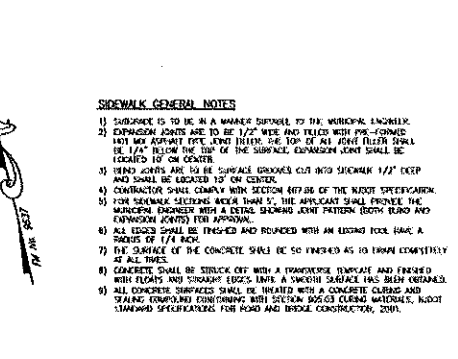 SIDEWALK GENERAL NOTES
1) SUBGRADE IS TO BE IN A MANNER SUITABLE TO THE MUNICIPAL ENGINEER.
2) EXPANSION JOINTS ARE TO BE 1/2" WIDE AND FILLED WITH PRE-FORMED
HOT MIX ASPHALT TYPE JOINT FILLER. THE TOP OF ALL JOINT FILLER SHALL
BE 1/4" BELOW THE TOP OF THE SURFACE. EXPANSION JOINT SHALL BE
LOCATED 10' ON CENTER.
3) BLIND JOINTS ARE TO BE SURFACE GROOVES CUT INTO SIDEWALK 1/2" DEEP
AND SHALL BE LOCATED 10' ON CENTER.
4) CONTRACTOR SHALL COMPLY WITH SECTION OF THE NJDOT SPECIFICATION.
5) FOR SIDEWALK SECTIONS WIDER THAN 5', THE APPLICANT SHALL PROVIDE THE
MUNICIPAL ENGINEER WITH A DETAIL SHOWING JOINT PATTERN (BOTH BLIND AND
EXPANSION JOINTS) FOR APPROVAL.
6) ALL EDGES SHALL BE FINISHED WITH AN EDGING TOOL HAVE A
RADIUS OF 1/4 INCH.
7) THE SURFACE OF THE CONCRETE SHALL BE SO FINISHED AS TO DRAIN COMPLETELY
AT ALL TIMES.
8) CONCRETE SHALL BE STRUCK OFF WITH A TRANSVERSE TEMPLATE AND FINISHED
WITH FLOATS AND STRAIGHT EDGES UNTIL A SMOOTH SURFACE HAS BEEN OBTAINED.
9) ALL CONCRETE SURFACES SHALL BE TREATED WITH A CONCRETE CURING AND
SEALING COMPOUND CONFORMING WITH SECTION 905.03 CURING MATERIALS, NJDOT
STANDARD SPECIFICATIONS FOR ROAD AND BRIDGE CONSTRUCTION, 2001.